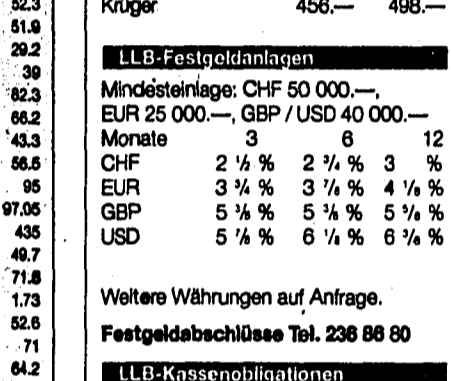 52.3
51.9
29.2
39
82.3
66.2
43.3
56.5
95
97.05
435
49.7
71.8
1.73
52.6
71
64.2
Krüger 456.— 498.—
LLB-Festgeldanlagen
Mindesteinlage: CHF 50 000.—,
EUR 25 000.—, GBP / USD 40 000.—
Monate 3 6 12
CHF 2 ½ % 2 ¾ % 3 %
EUR 3 ¾ % 3 ⅞ % 4 ⅛ %
GBP 5 ⅜ % 5 ⅜ % 5 ⅝ %
USD 5 ⅞ % 6 ⅛ % 6 ⅜ %
Weitere Währungen auf Anfrage.
Festgeldabschlüsse Tel. 236 86 80
LLB-Kassenobligationen